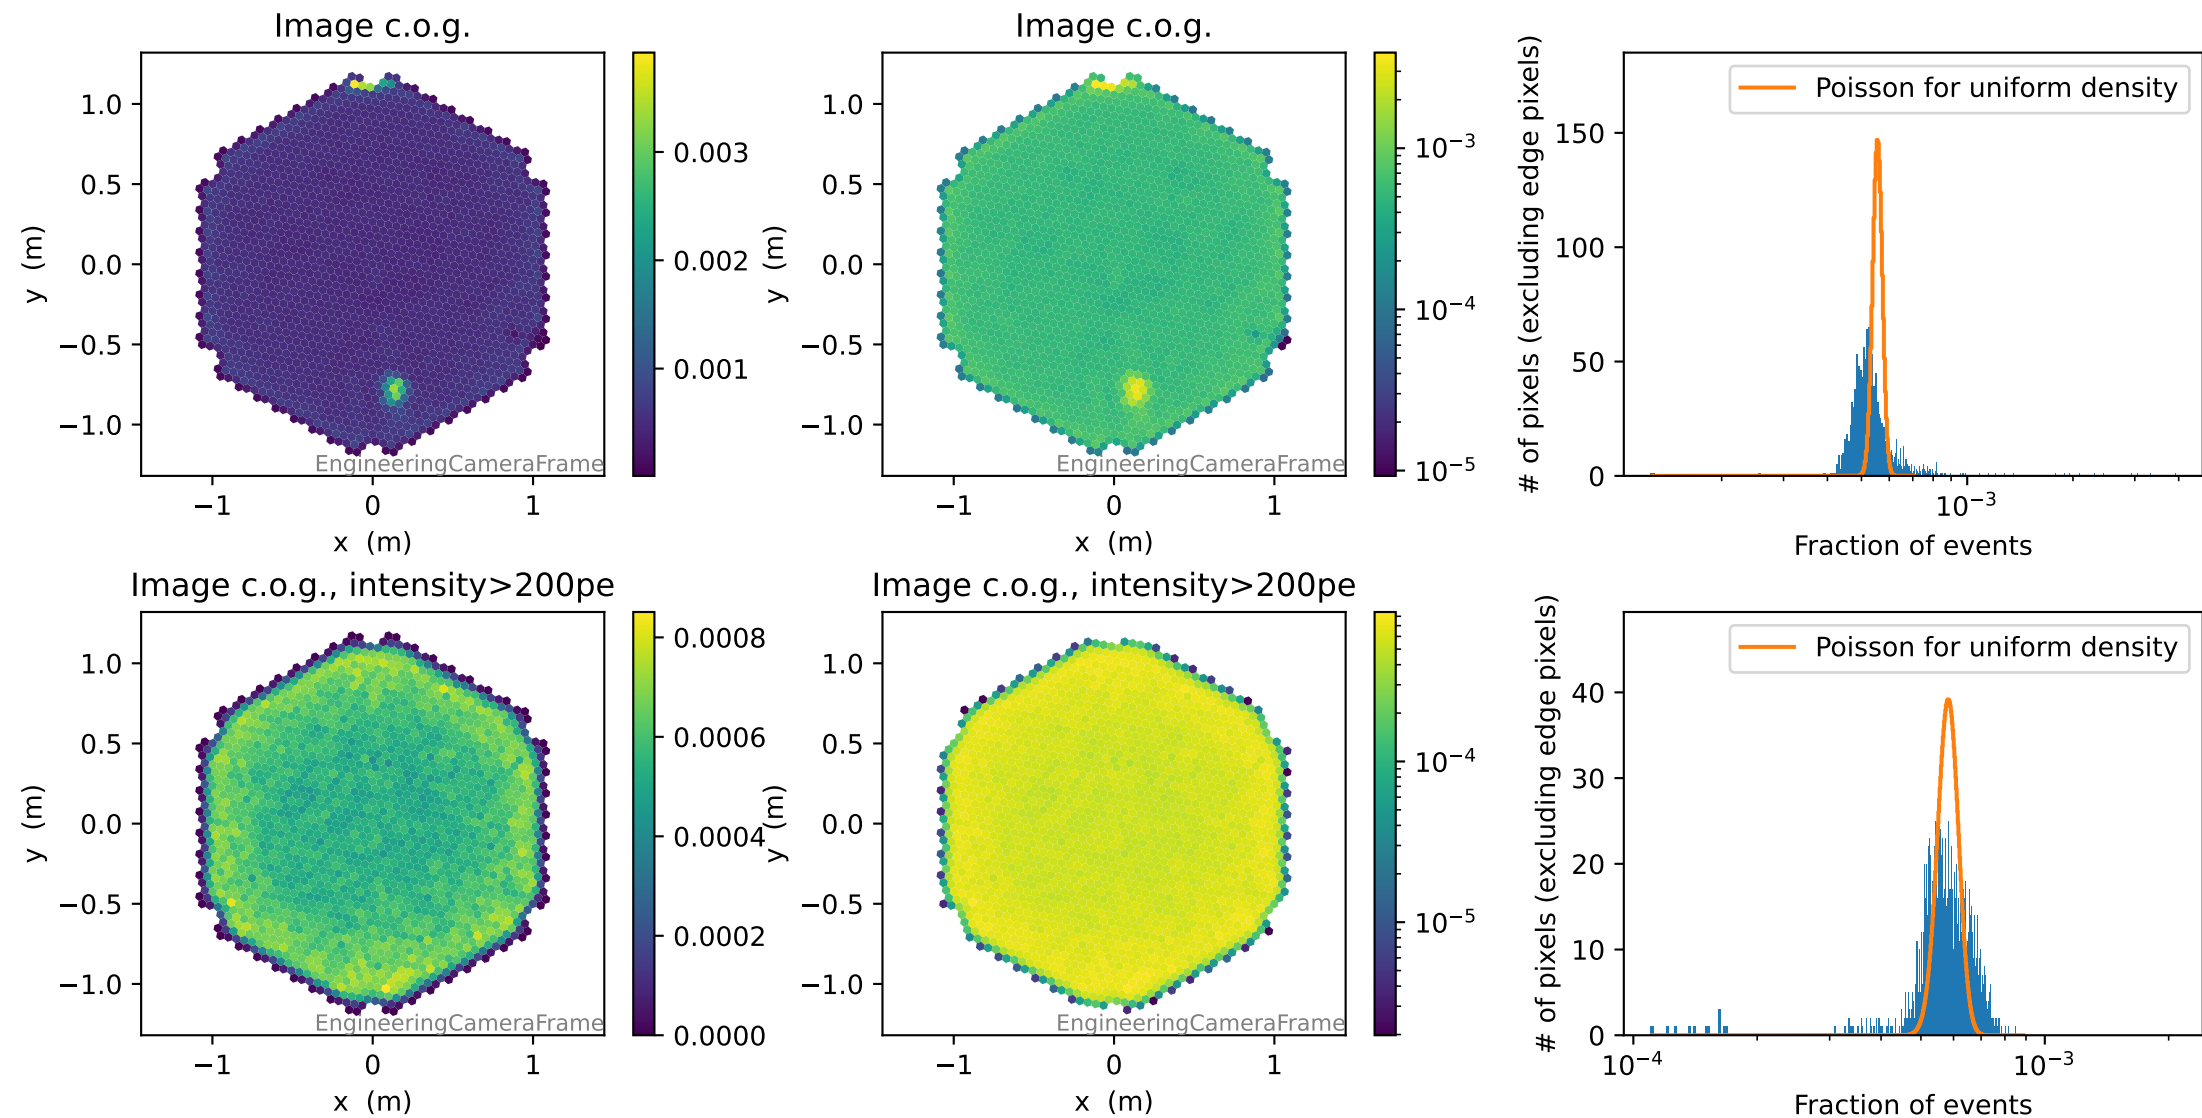 Image c.o.g.
1.0
0.5
0.0
−0.5
−1.0
y (m)
−1
0
1
x (m)
EngineeringCameraFrame
0.003
0.002
0.001
Image c.o.g.
1.0
0.5
0.0
−0.5
−1.0
y (m)
−1
0
1
x (m)
EngineeringCameraFrame
10⁻³
10⁻⁴
10⁻⁵
Poisson for uniform density
# of pixels (excluding edge pixels)
150
100
50
0
10⁻³
Fraction of events
Image c.o.g., intensity>200pe
1.0
0.5
0.0
−0.5
−1.0
y (m)
−1
0
1
x (m)
EngineeringCameraFrame
0.0008
0.0006
0.0004
0.0002
0.0000
Image c.o.g., intensity>200pe
1.0
0.5
0.0
−0.5
−1.0
y (m)
−1
0
1
x (m)
EngineeringCameraFrame
10⁻⁴
10⁻⁵
Poisson for uniform density
# of pixels (excluding edge pixels)
40
30
20
10
0
10⁻⁴
10⁻³
Fraction of events